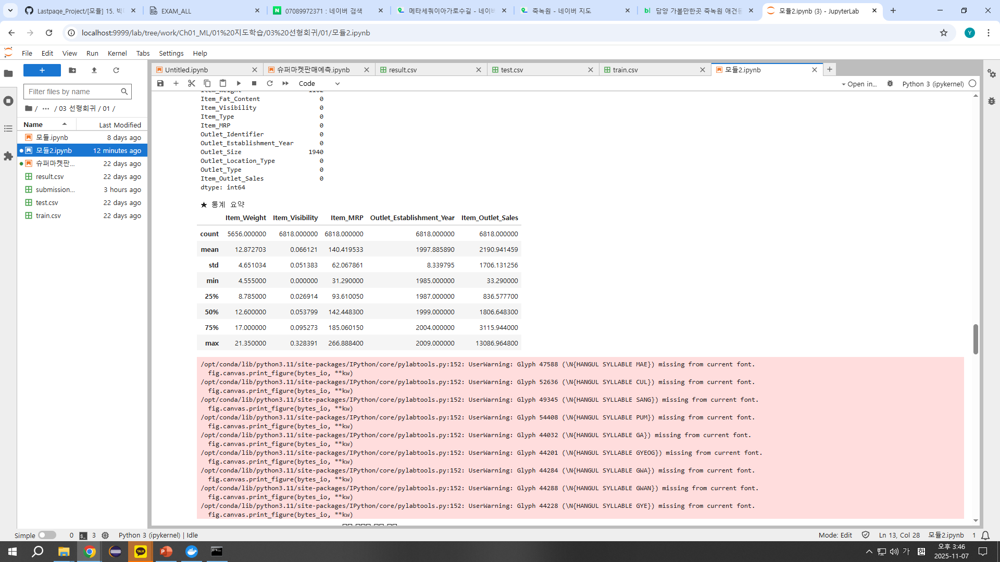 Lastpage_Project/[모듈] 15. 빅
EXAM_ALL
07089972371 : 네이버 검색
메타세쿼이아가로수길 - 네이버
죽녹원 - 네이버 지도
담양 가볼만한곳 죽녹원 애견동
모듈2.ipynb (3) - JupyterLab
localhost:9999/lab/tree/work/Ch01_ML/01%20지도학습/03%20선형회귀/01/모듈2.ipynb
Y
File Edit View Run Kernel Tabs Settings Help
Untitled.ipynb
슈퍼마켓판매예측.ipynb
result.csv
test.csv
train.csv
모듈2.ipynb
Code
Open in...
Python 3 (ipykernel)
Filter files by name
/ ··· / 03 선형회귀 / 01 /
Name Last Modified
모듈.ipynb 8 days ago
모듈2.ipynb 12 minutes ago
슈퍼마켓판... 22 days ago
result.csv 22 days ago
submission... 3 hours ago
test.csv 22 days ago
train.csv 22 days ago
Item_Weight 1162
Item_Fat_Content 0
Item_Visibility 0
Item_Type 0
Item_MRP 0
Outlet_Identifier 0
Outlet_Establishment_Year 0
Outlet_Size 1940
Outlet_Location_Type 0
Outlet_Type 0
Item_Outlet_Sales 0
dtype: int64
★ 통계 요약
Item_Weight Item_Visibility Item_MRP Outlet_Establishment_Year Item_Outlet_Sales
count 5656.000000 6818.000000 6818.000000 6818.000000 6818.000000
mean 12.872703 0.066121 140.419533 1997.885890 2190.941459
std 4.651034 0.051383 62.067861 8.339795 1706.131256
min 4.555000 0.000000 31.290000 1985.000000 33.290000
25% 8.785000 0.026914 93.610050 1987.000000 836.577700
50% 12.600000 0.053799 142.448300 1999.000000 1806.648300
75% 17.000000 0.095273 185.060150 2004.000000 3115.944000
max 21.350000 0.328391 266.888400 2009.000000 13086.964800
/opt/conda/lib/python3.11/site-packages/IPython/core/pylabtools.py:152: UserWarning: Glyph 47588 (\N{HANGUL SYLLABLE MAE}) missing from current font.
fig.canvas.print_figure(bytes_io, **kw)
/opt/conda/lib/python3.11/site-packages/IPython/core/pylabtools.py:152: UserWarning: Glyph 52636 (\N{HANGUL SYLLABLE CUL}) missing from current font.
fig.canvas.print_figure(bytes_io, **kw)
/opt/conda/lib/python3.11/site-packages/IPython/core/pylabtools.py:152: UserWarning: Glyph 49345 (\N{HANGUL SYLLABLE SANG}) missing from current font.
fig.canvas.print_figure(bytes_io, **kw)
/opt/conda/lib/python3.11/site-packages/IPython/core/pylabtools.py:152: UserWarning: Glyph 54408 (\N{HANGUL SYLLABLE PUM}) missing from current font.
fig.canvas.print_figure(bytes_io, **kw)
/opt/conda/lib/python3.11/site-packages/IPython/core/pylabtools.py:152: UserWarning: Glyph 44032 (\N{HANGUL SYLLABLE GA}) missing from current font.
fig.canvas.print_figure(bytes_io, **kw)
/opt/conda/lib/python3.11/site-packages/IPython/core/pylabtools.py:152: UserWarning: Glyph 44201 (\N{HANGUL SYLLABLE GYEOG}) missing from current font.
fig.canvas.print_figure(bytes_io, **kw)
/opt/conda/lib/python3.11/site-packages/IPython/core/pylabtools.py:152: UserWarning: Glyph 44284 (\N{HANGUL SYLLABLE GWA}) missing from current font.
fig.canvas.print_figure(bytes_io, **kw)
/opt/conda/lib/python3.11/site-packages/IPython/core/pylabtools.py:152: UserWarning: Glyph 44288 (\N{HANGUL SYLLABLE GWAN}) missing from current font.
fig.canvas.print_figure(bytes_io, **kw)
/opt/conda/lib/python3.11/site-packages/IPython/core/pylabtools.py:152: UserWarning: Glyph 44228 (\N{HANGUL SYLLABLE GYE}) missing from current font.
fig.canvas.print_figure(bytes_io, **kw)
Simple 0 3 Python 3 (ipykernel) | Idle
Mode: Edit Ln 13, Col 28 모듈2.ipynb 1
TALK
가 한
오후 3:46
2025-11-07